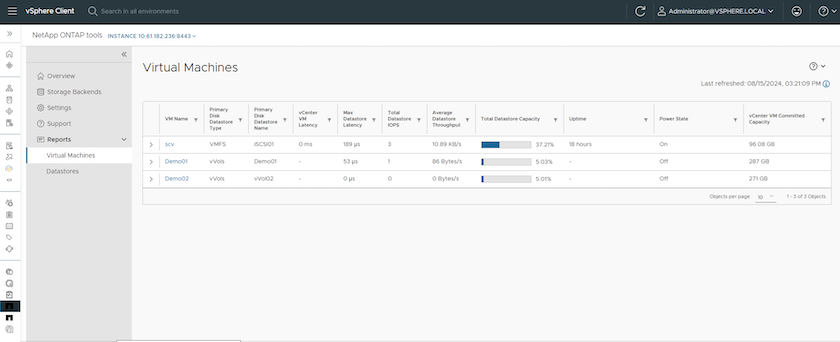 vSphere Client
Search in all environments
Administrator@VSPHERE.LOCAL
NetApp ONTAP tools INSTANCE 10.61.182.236:8443
Overview
Storage Backends
Settings
Support
Reports
Virtual Machines
Datastores
Virtual Machines
Last refreshed: 08/15/2024, 03:21:09 PM
VM Name Primary Disk Datastore Type Primary Disk Datastore Name vCenter VM Latency Max Datastore Latency Total Datastore IOPS Average Datastore Throughput Total Datastore Capacity Uptime Power State vCenter VM Committed Capacity
scv VMFS iSCSI01 0 ms 189 µs 3 10.89 KB/s 37.21% 18 hours On 96.08 GB
Demo01 vVols Demo01 - 53 µs 1 86 Bytes/s 5.03% - Off 287 GB
Demo02 vVols vVol02 - 0 µs 0 0 Bytes/s 5.01% - Off 271 GB
Objects per page 10 1 - 3 of 3 Objects